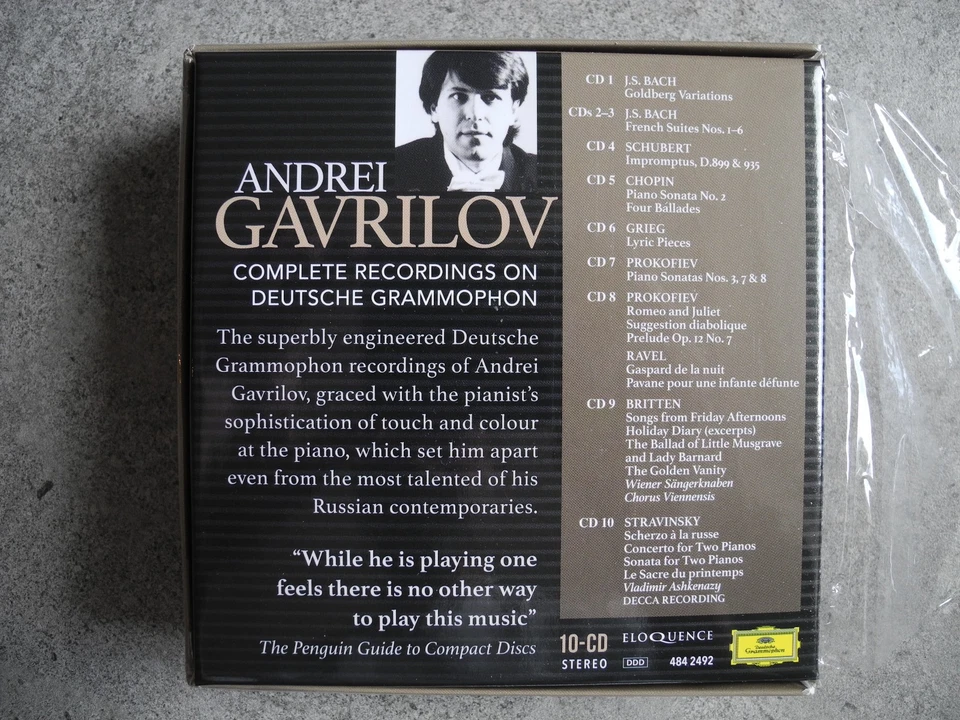 ANDREI
GAVRILOV
COMPLETE RECORDINGS ON
DEUTSCHE GRAMMOPHON
The superbly engineered Deutsche
Grammophon recordings of Andrei
Gavrilov, graced with the pianist's
sophistication of touch and colour
at the piano, which set him apart
even from the most talented of his
Russian contemporaries.
“While he is playing one
feels there is no other way
to play this music”
The Penguin Guide to Compact Discs
CD 1 J.S. BACH
Goldberg Variations
CDs 2–3 J.S. BACH
French Suites Nos. 1–6
CD 4 SCHUBERT
Impromptus, D.899 & 935
CD 5 CHOPIN
Piano Sonata No. 2
Four Ballades
CD 6 GRIEG
Lyric Pieces
CD 7 PROKOFIEV
Piano Sonatas Nos. 3, 7 & 8
CD 8 PROKOFIEV
Romeo and Juliet
Suggestion diabolique
Prelude Op. 12 No. 7
RAVEL
Gaspard de la nuit
Pavane pour une infante défunte
CD 9 BRITTEN
Songs from Friday Afternoons
Holiday Diary (excerpts)
The Ballad of Little Musgrave
and Lady Barnard
The Golden Vanity
Wiener Sängerknaben
Chorus Viennensis
CD 10 STRAVINSKY
Scherzo à la russe
Concerto for Two Pianos
Sonata for Two Pianos
Le Sacre du printemps
Vladimir Ashkenazy
DECCA RECORDING
10-CD ELOQUENCE
STEREO DDD 484 2492
Deutsche
Grammophon